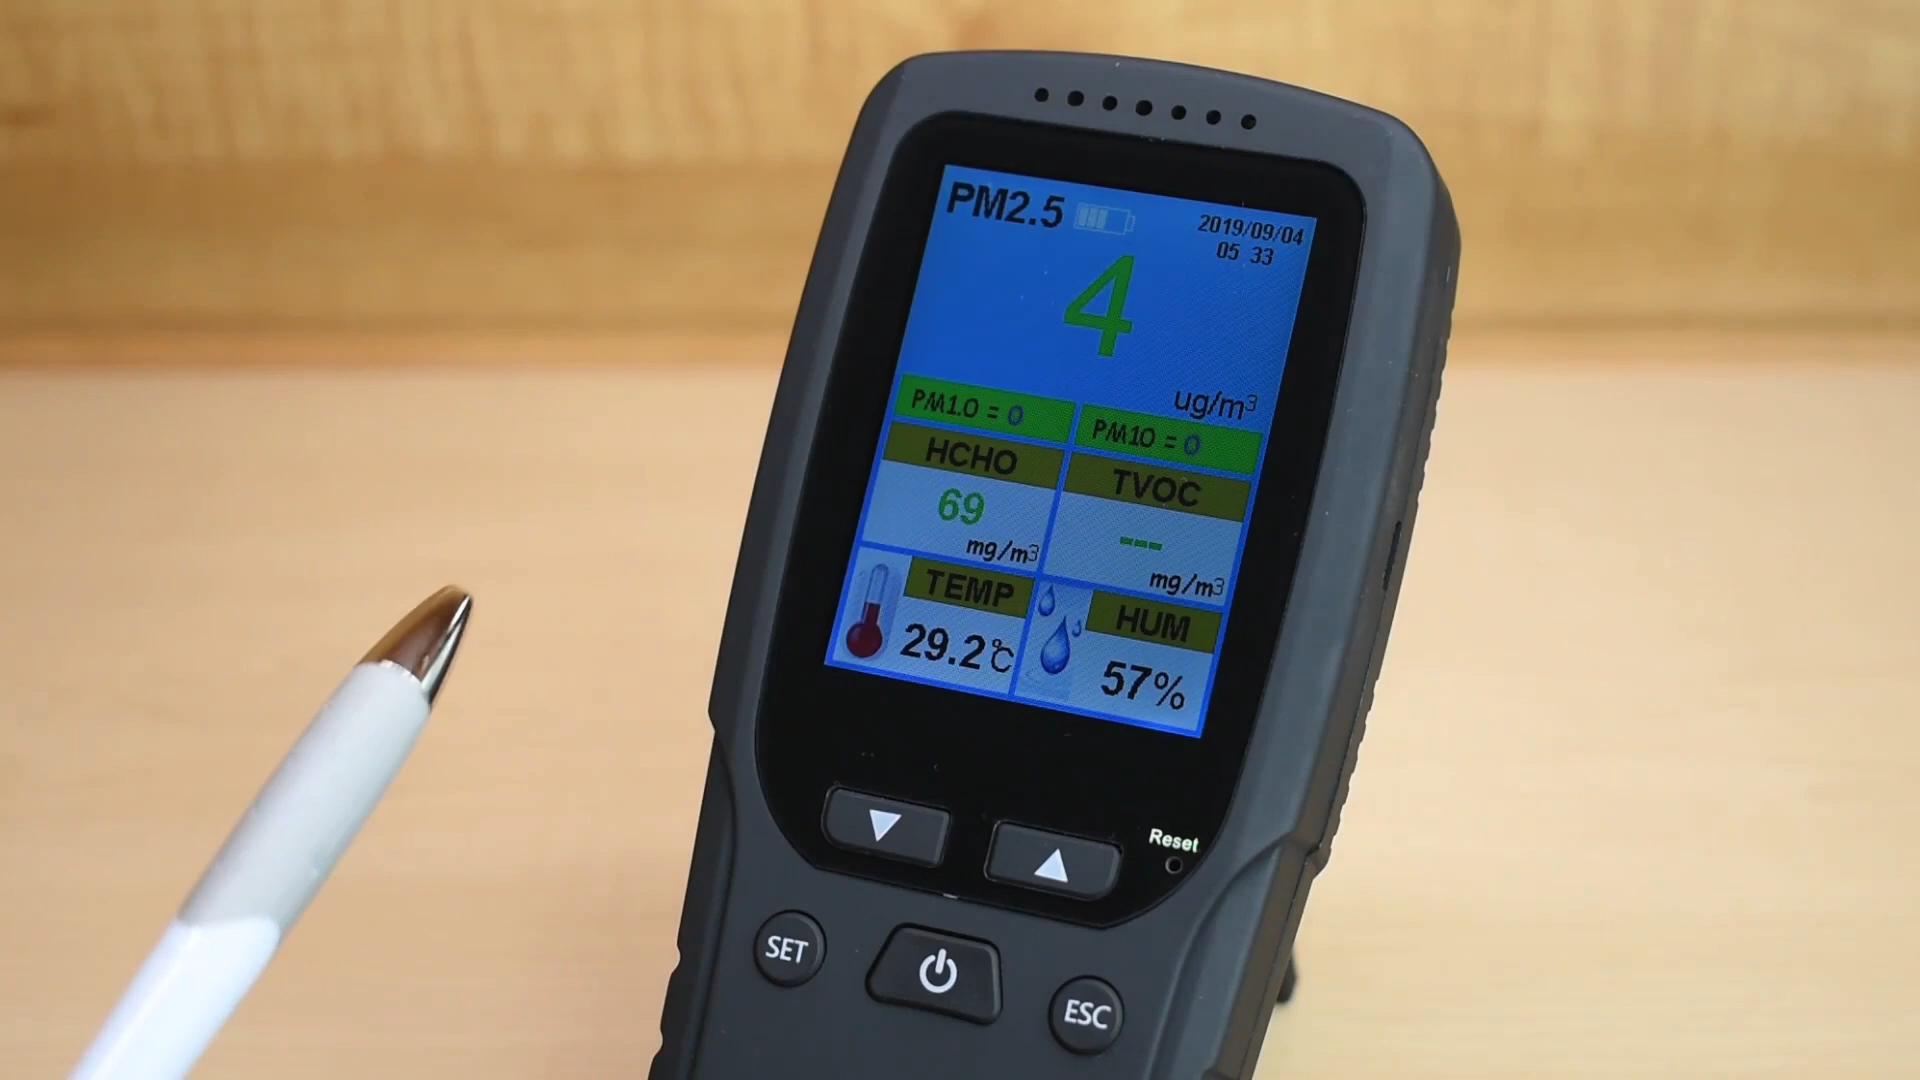 PM2.5
2019/09/04
05 33
4
ug/m³
PM1.0 = 0
PM10 = 0
HCHO
TVOC
69
---
mg/m³
mg/m³
TEMP
HUM
29.2℃
57%
Reset
SET
ESC